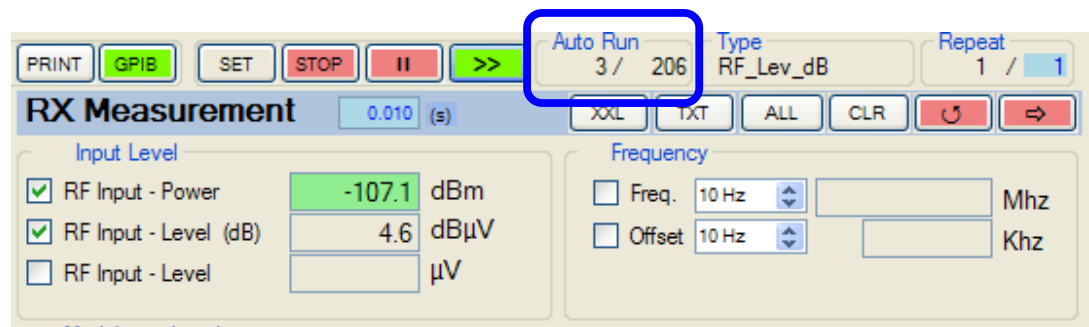 Auto Run Type Repeat
PRINT GPIB SET STOP II >> 3 / 206 RF_Lev_dB 1 / 1
RX Measurement 0.010 (s) XXL TXT ALL CLR
Input Level Frequency
RF Input - Power -107.1 dBm Freq. 10 Hz Mhz
RF Input - Level (dB) 4.6 dBµV Offset 10 Hz Khz
RF Input - Level µV